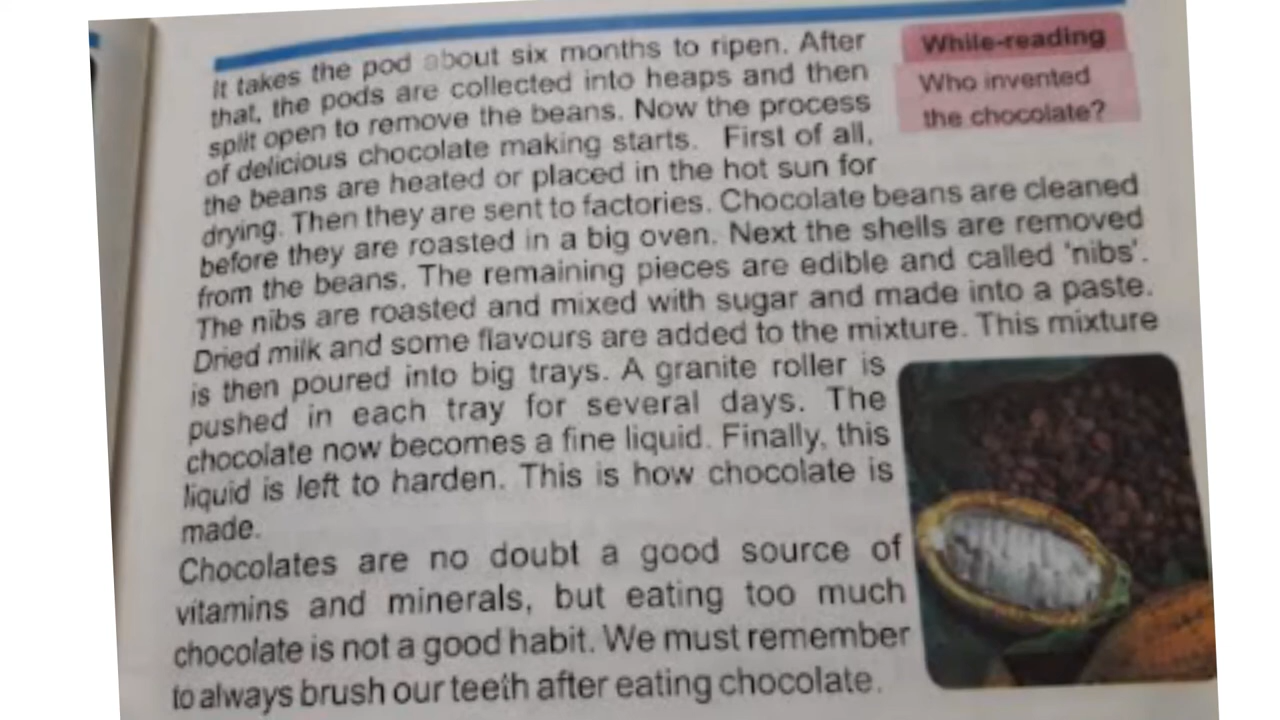 It takes the pod about six months to ripen. After
that, the pods are collected into heaps and then
split open to remove the beans. Now the process
of delicious chocolate making starts. First of all,
the beans are heated or placed in the hot sun for
drying. Then they are sent to factories. Chocolate beans are cleaned
before they are roasted in a big oven. Next the shells are removed
from the beans. The remaining pieces are edible and called 'nibs'.
The nibs are roasted and mixed with sugar and made into a paste.
Dried milk and some flavours are added to the mixture. This mixture
is then poured into big trays. A granite roller is
pushed in each tray for several days. The
chocolate now becomes a fine liquid. Finally, this
liquid is left to harden. This is how chocolate is
made.
Chocolates are no doubt a good source of
vitamins and minerals, but eating too much
chocolate is not a good habit. We must remember
to always brush our teeth after eating chocolate.
While-reading
Who invented
the chocolate?